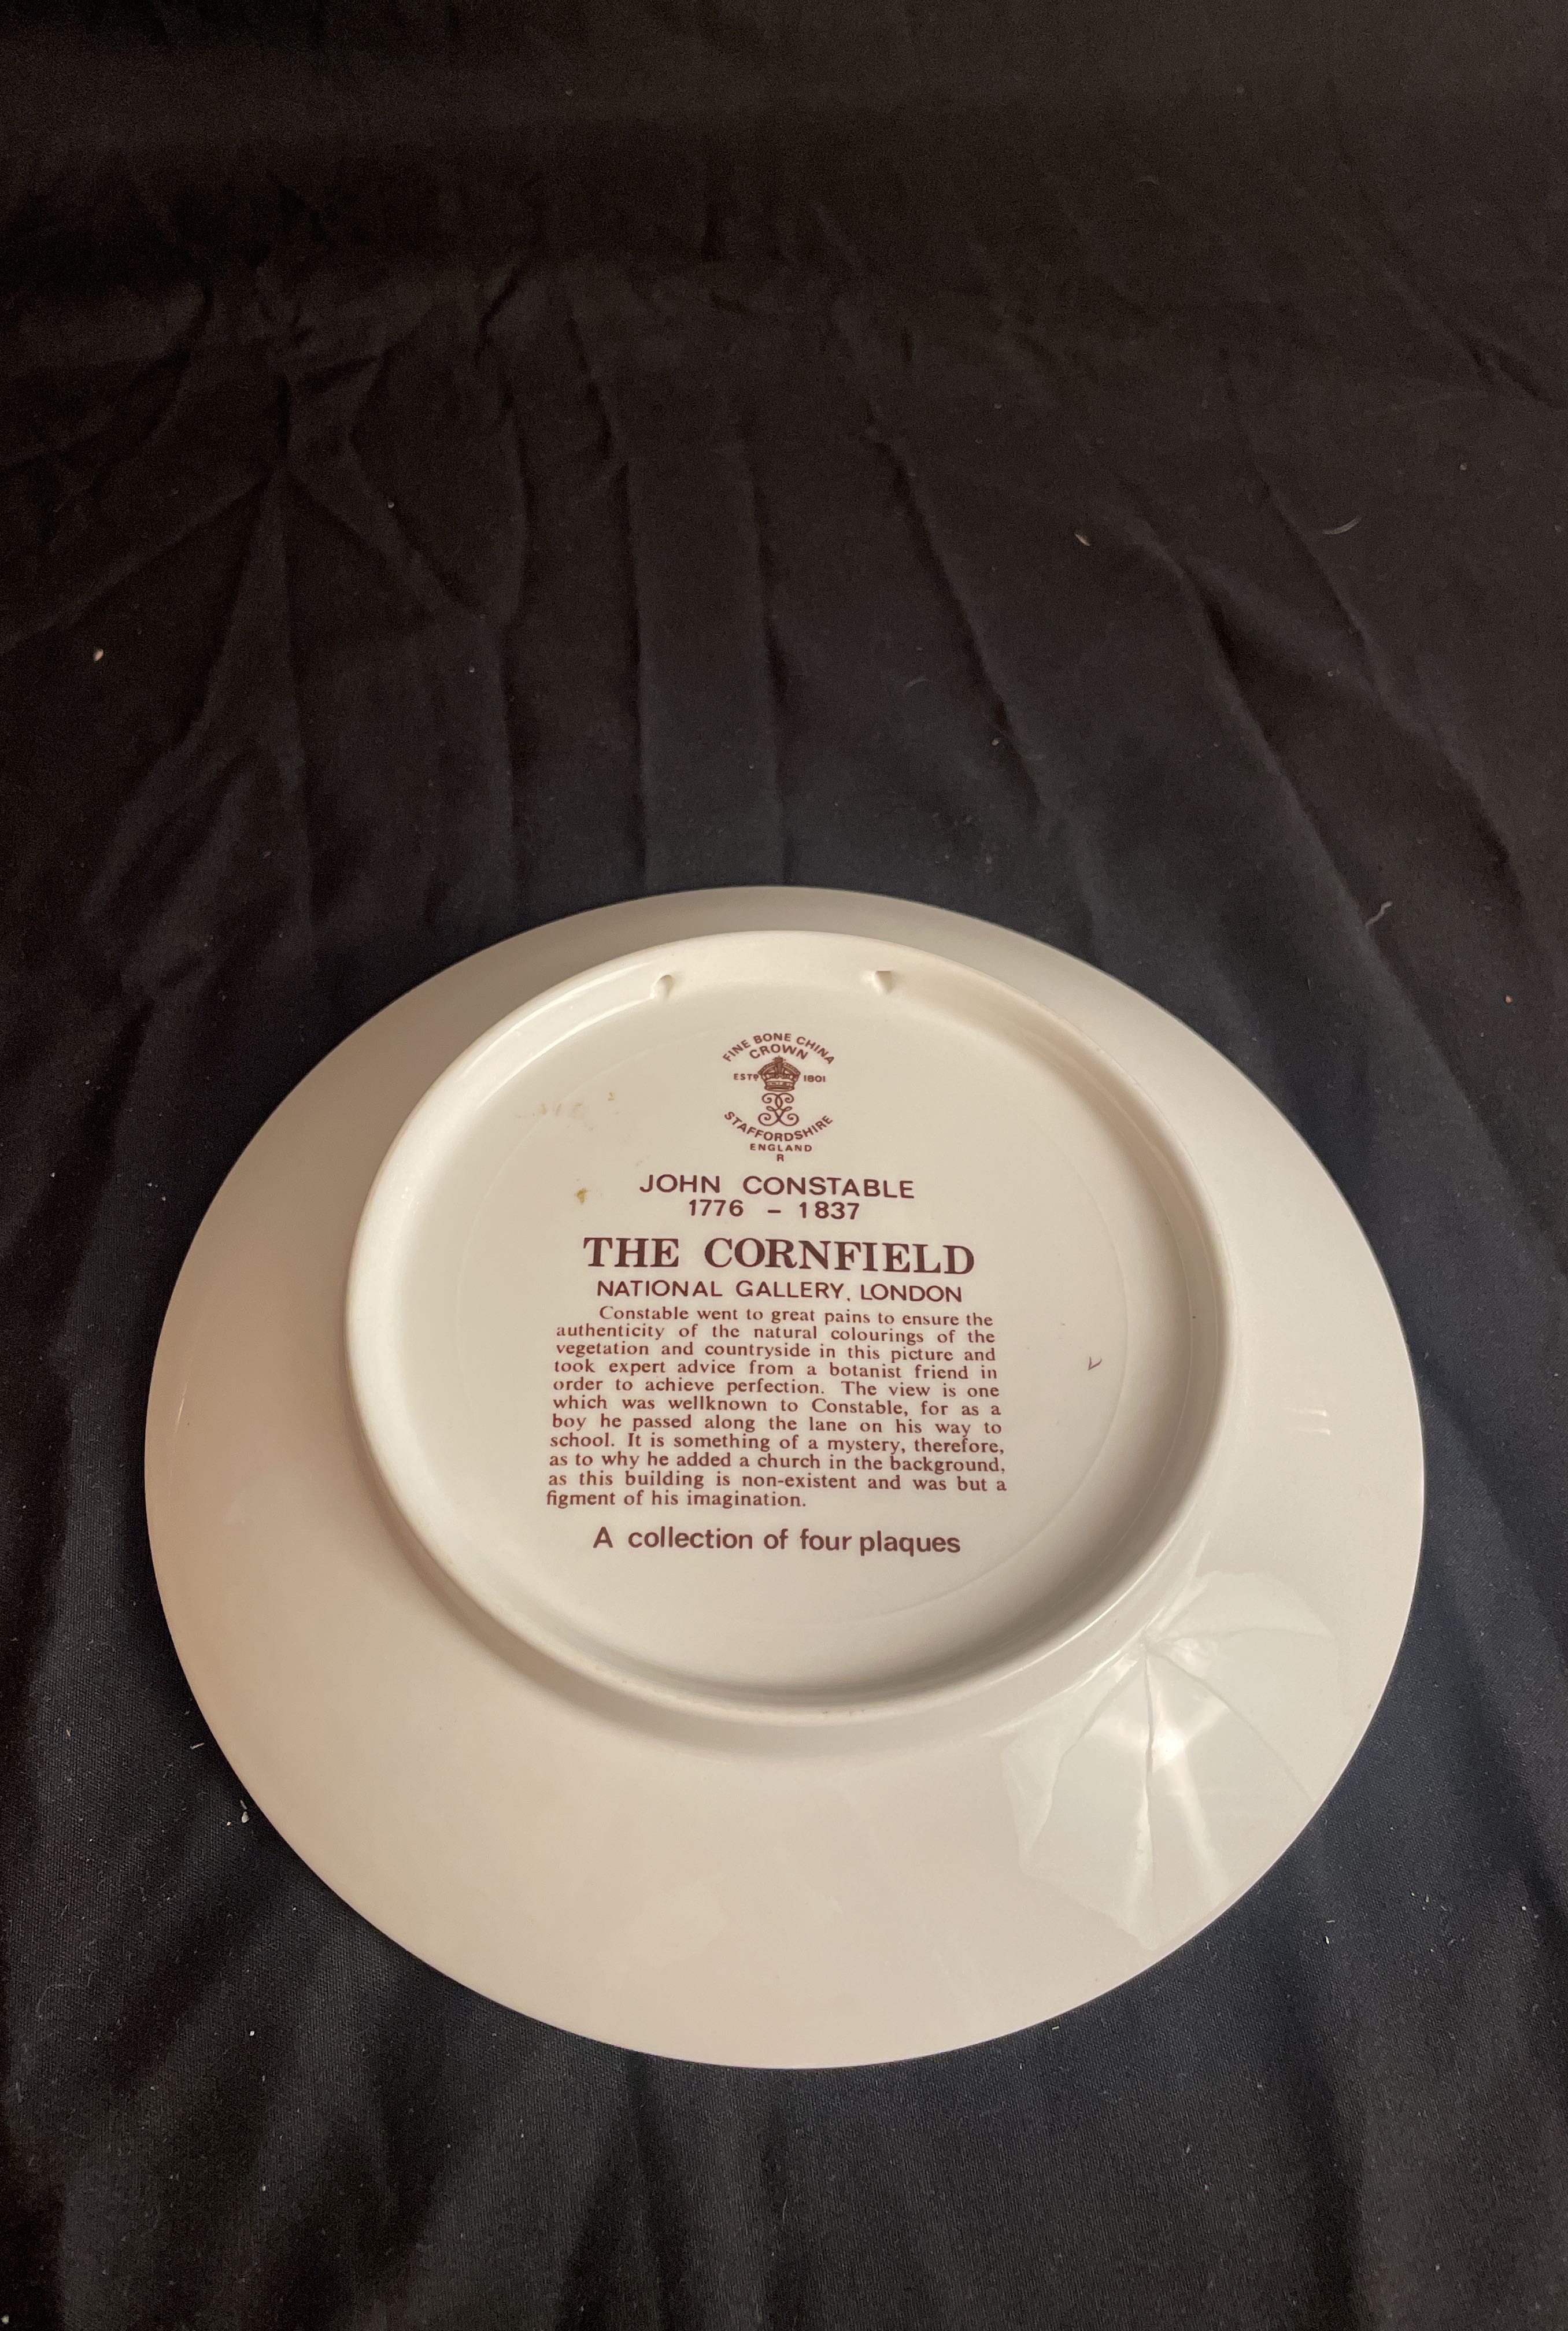 FINE BONE CHINA
CROWN
ESTD 1801
STAFFORDSHIRE
ENGLAND
R
JOHN CONSTABLE
1776 – 1837
THE CORNFIELD
NATIONAL GALLERY, LONDON
Constable went to great pains to ensure the
authenticity of the natural colourings of the
vegetation and countryside in this picture and
took expert advice from a botanist friend in
order to achieve perfection. The view is one
which was wellknown to Constable, for as a
boy he passed along the lane on his way to
school. It is something of a mystery, therefore,
as to why he added a church in the background,
as this building is non-existent and was but a
figment of his imagination.
A collection of four plaques